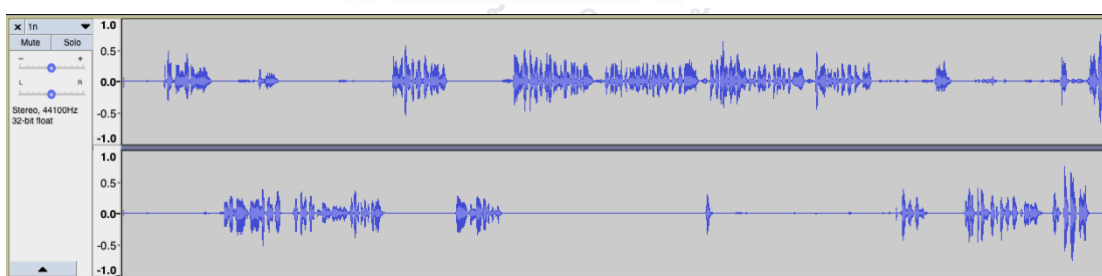 × 1n ▼
Mute Solo
- +
L R
Stereo, 44100Hz
32-bit float
▲
1.0
0.5-
0.0-
-0.5-
-1.0
1.0
0.5-
0.0-
-0.5-
-1.0